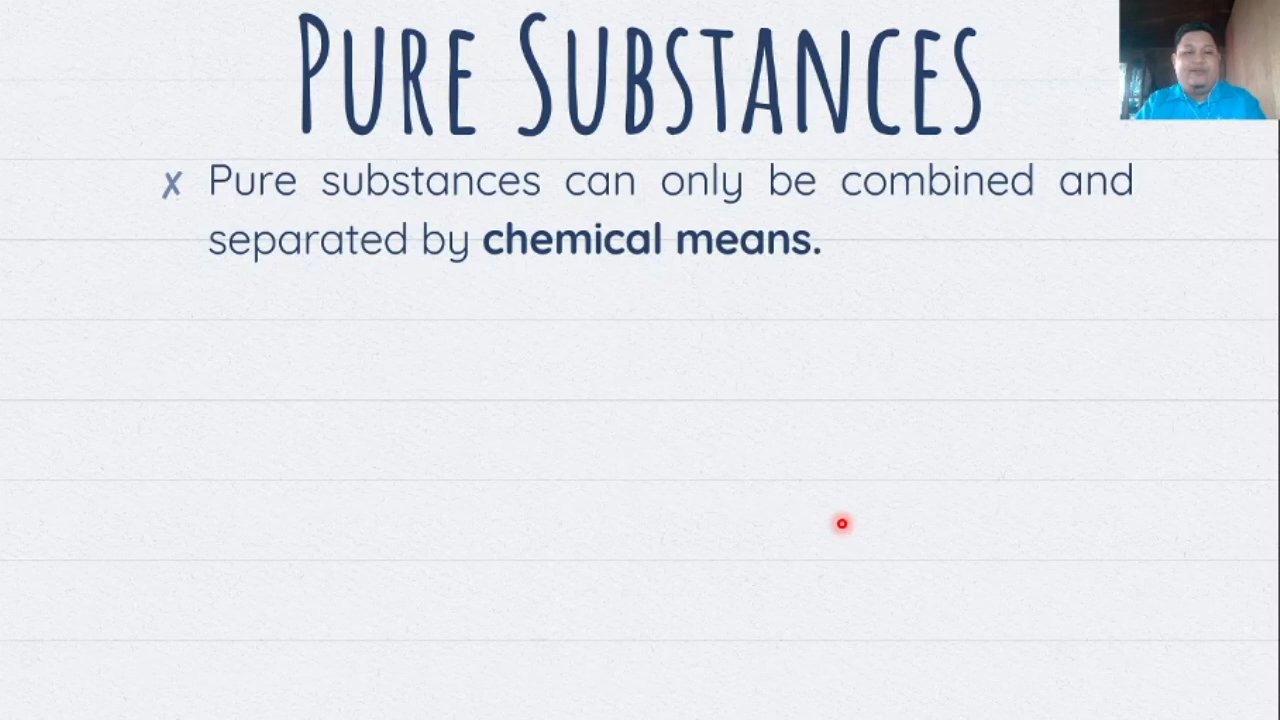 PURE SUBSTANCES
✗ Pure substances can only be combined and
separated by chemical means.